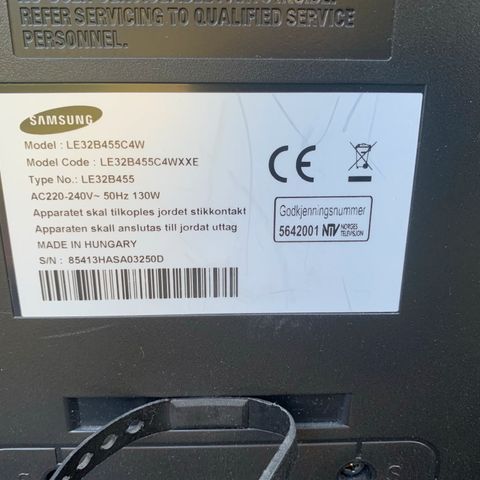 REFER SERVICING TO QUALIFIED SERVICE
PERSONNEL.
SAMSUNG
Model : LE32B455C4W
Model Code : LE32B455C4WXXE
Type No.: LE32B455
AC220-240V~ 50Hz 130W
Apparatet skal tilkoples jordet stikkontakt
Apparaten skall anslutas till jordat uttag
MADE IN HUNGARY
S/N : 85413HASA03250D
CE
Godkjenningsnummer
5642001 NTV NORGES
TELEVISJON
S
S